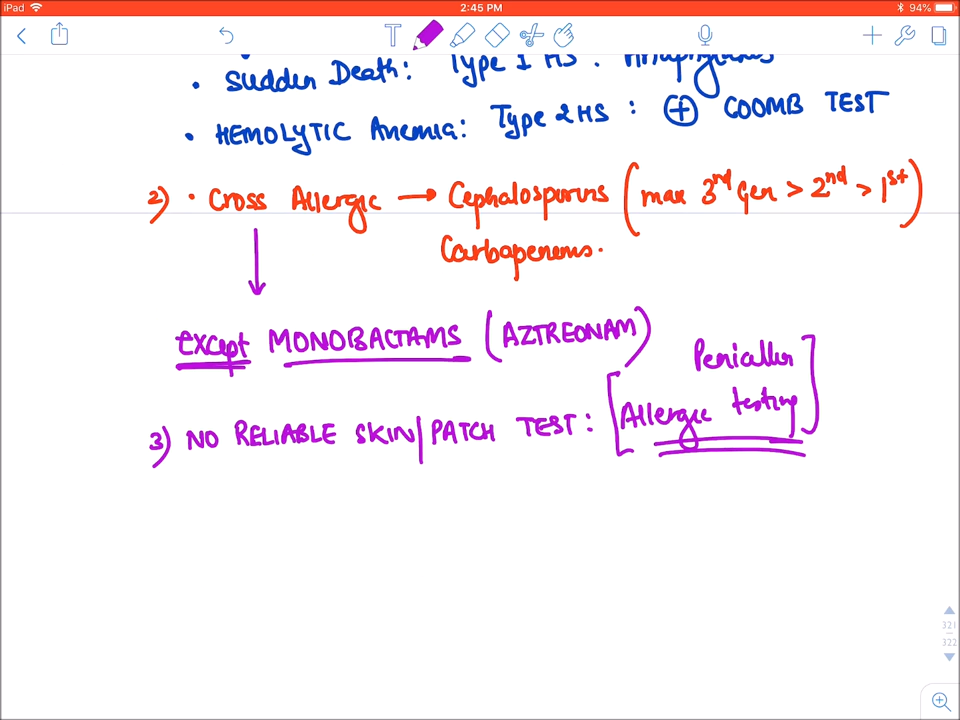 iPad 2:45 PM 94%
T
• Sudden Death: Type I HS :
• HEMOLYTIC Anemia: Type 2 HS : ⊕ COOMB TEST
2) • Cross Allergic → Cephalosporins (max 3rd Gen > 2nd > 1st)
Carbapenems.
Except MONOBACTAMS (AZTREONAM)
3) NO RELIABLE SKIN/PATCH TEST: [Penicillin
Allergic testing]
321
322